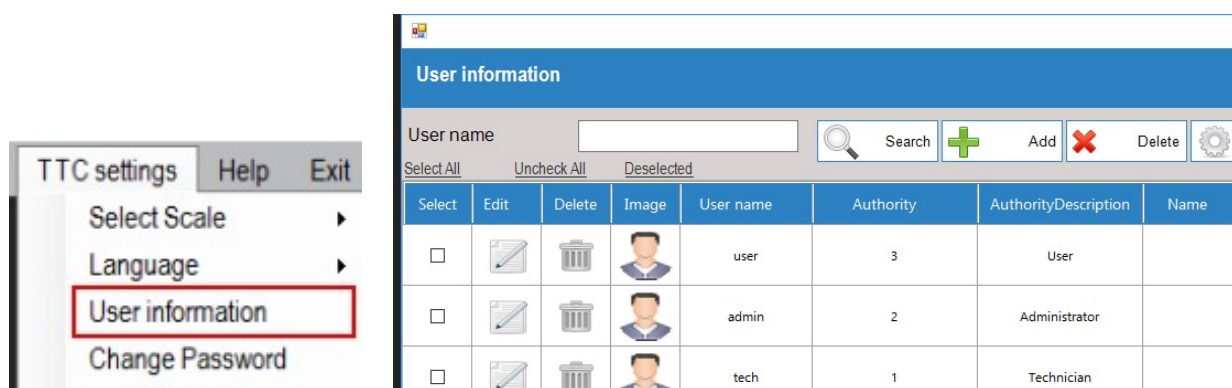 TTC settings Help Exit
Select Scale
Language
User information
Change Password
User information
User name
Search Add Delete
Select All Uncheck All Deselected
Select Edit Delete Image User name Authority AuthorityDescription Name
user 3 User
admin 2 Administrator
tech 1 Technician